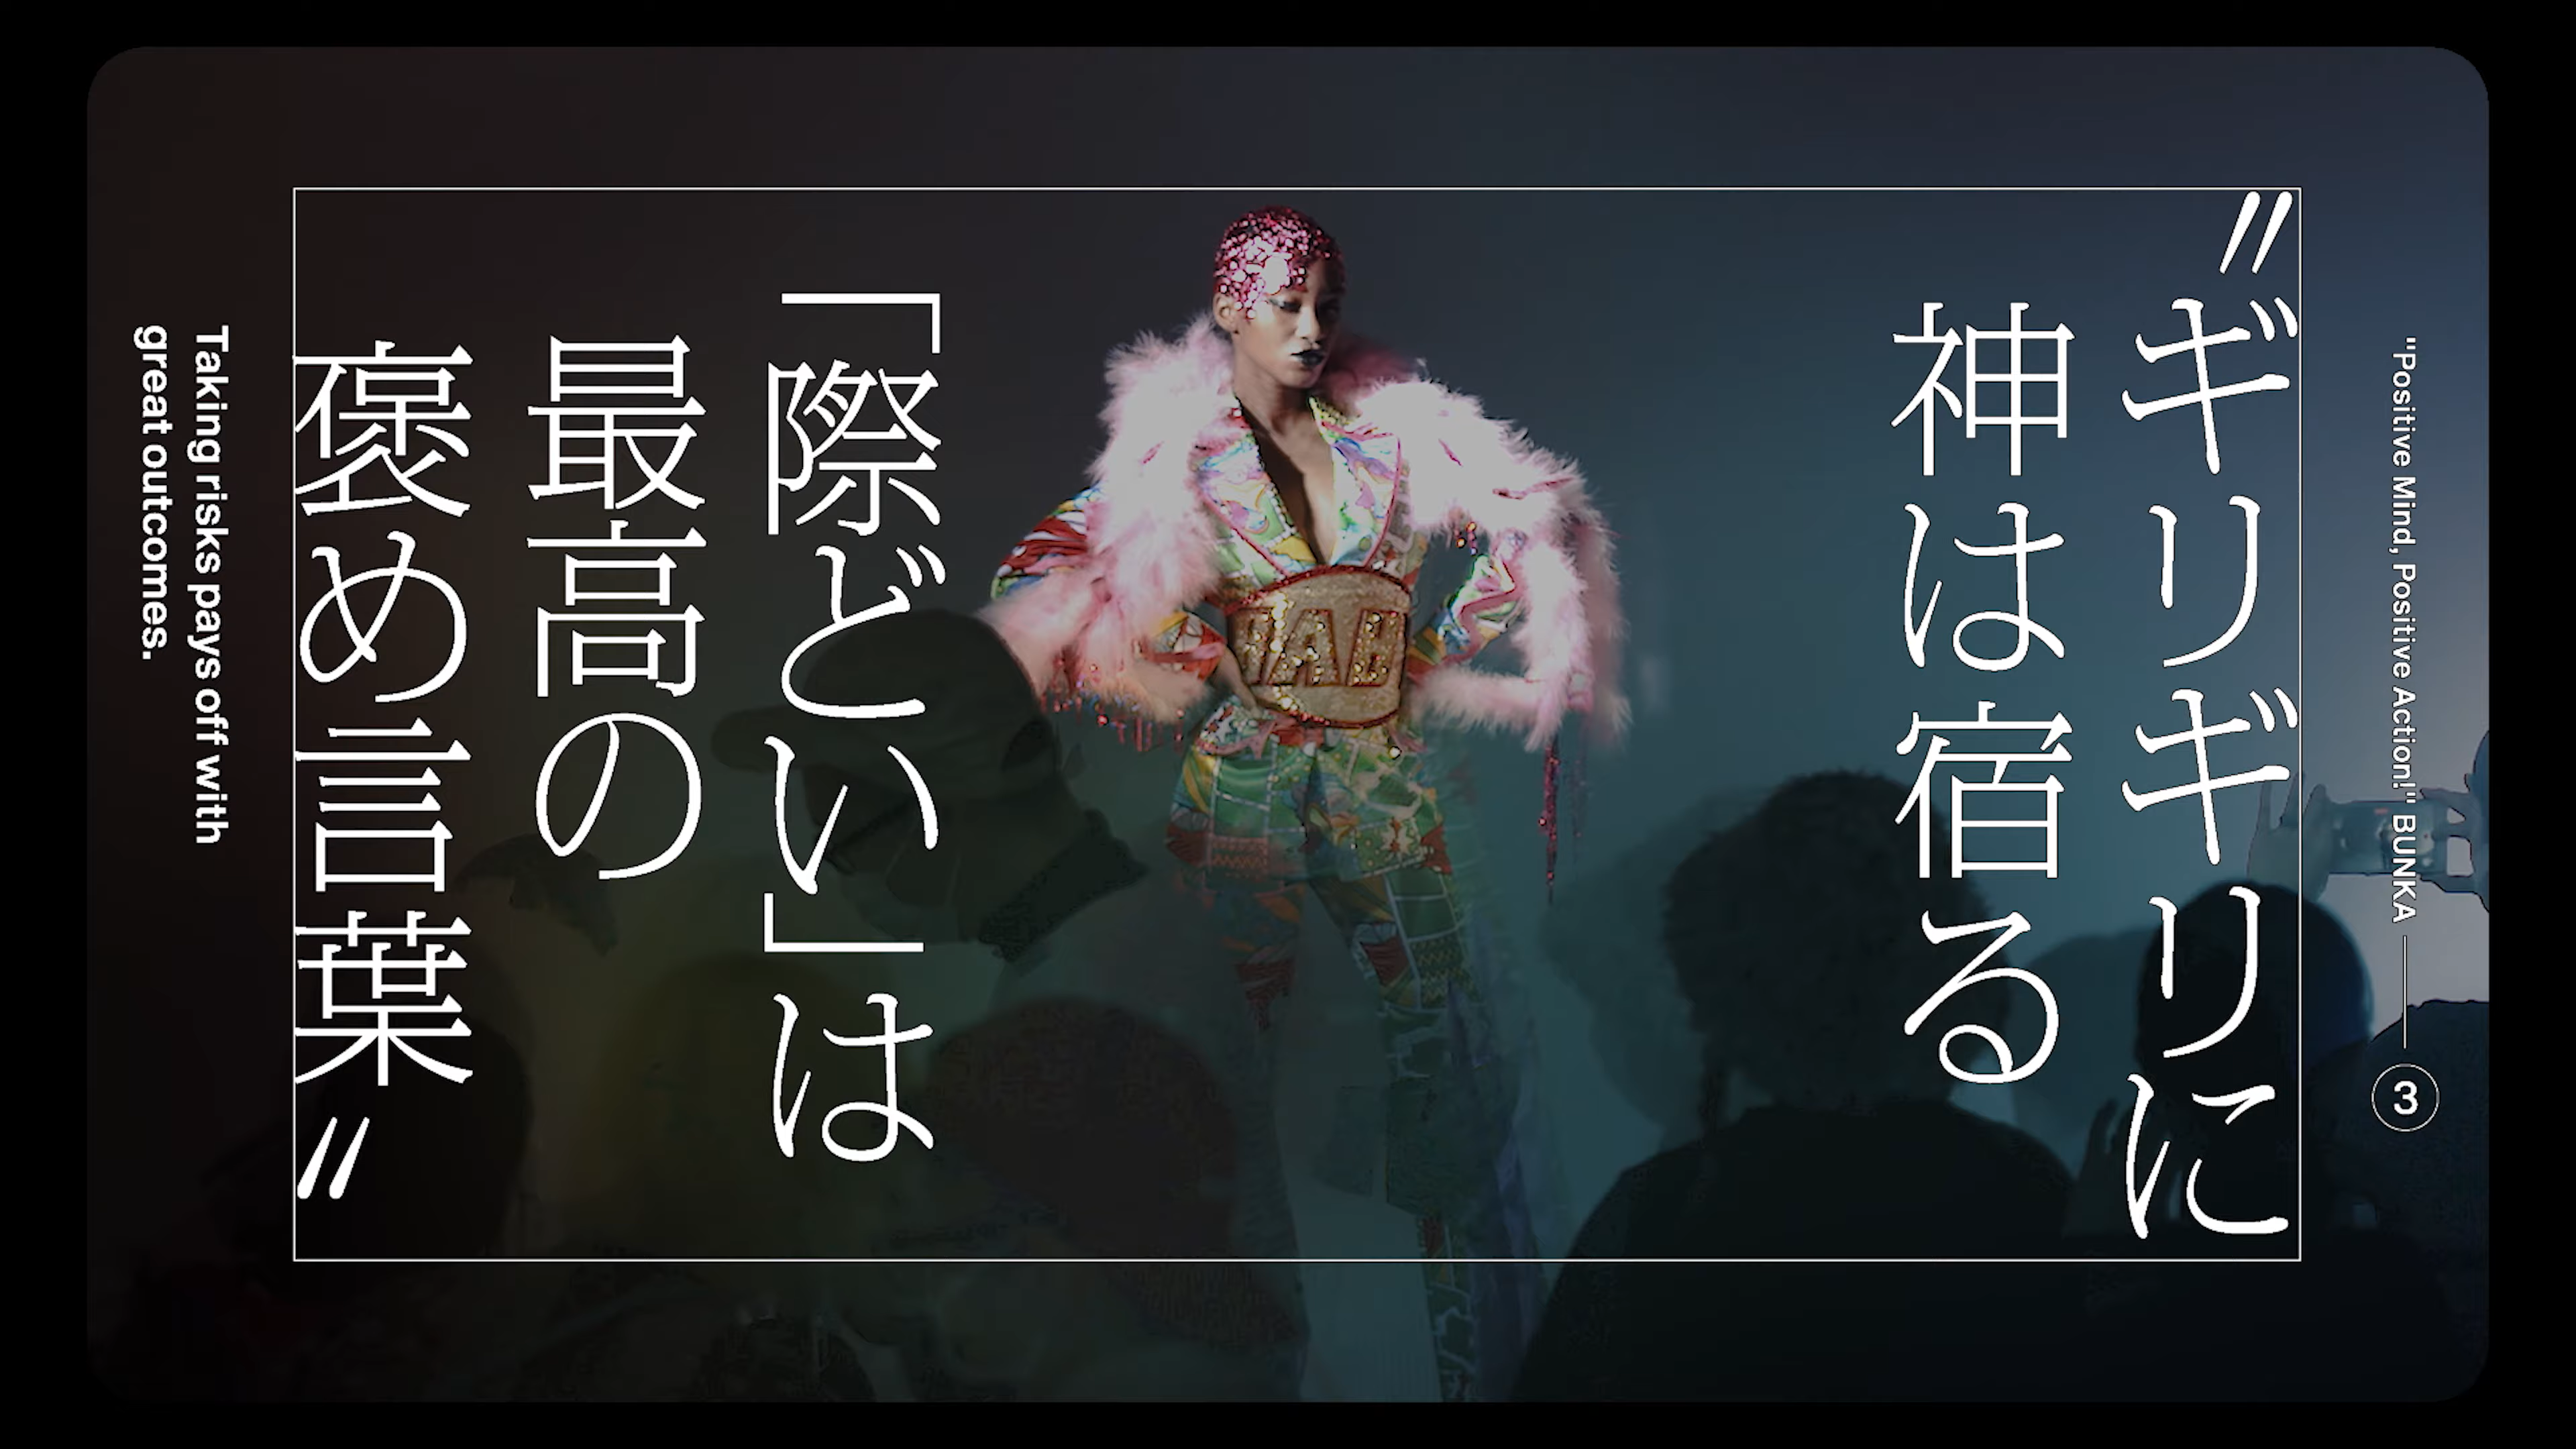 "Positive Mind, Positive Action!" BUNKA
3
〃ギリギリに
神は宿る
「際どい」は
最高の
褒め言葉〃
Taking risks pays off with
great outcomes.